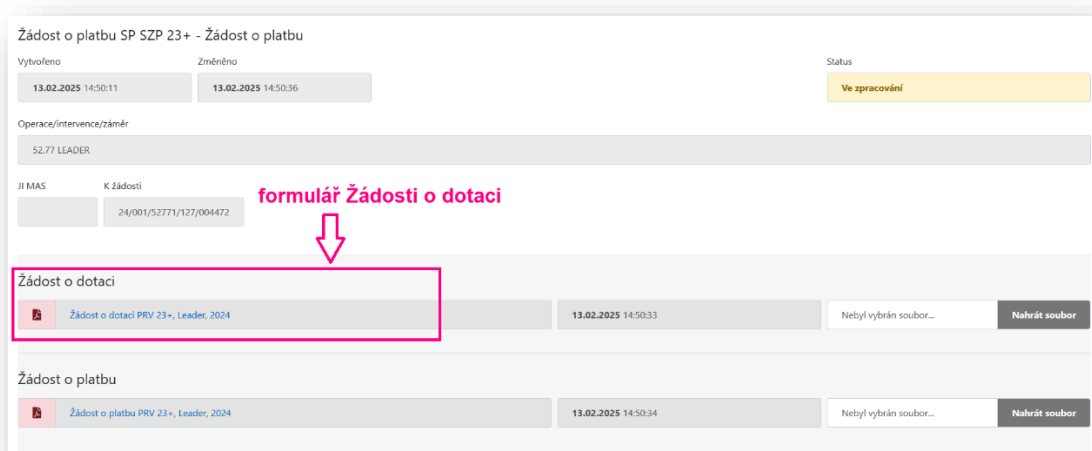 Žádost o platbu SP SZP 23+ - Žádost o platbu
Vytvořeno Změněno Status
13.02.2025 14:50:11 13.02.2025 14:50:36 Ve zpracování
Operace/intervence/záměr
52.77 LEADER
JI MAS K žádosti
24/001/52771/127/004472
formulář Žádosti o dotaci
Žádost o dotaci
Žádost o dotaci PRV 23+, Leader, 2024 13.02.2025 14:50:33 Nebyl vybrán soubor... Nahrát soubor
Žádost o platbu
Žádost o platbu PRV 23+, Leader, 2024 13.02.2025 14:50:34 Nebyl vybrán soubor... Nahrát soubor